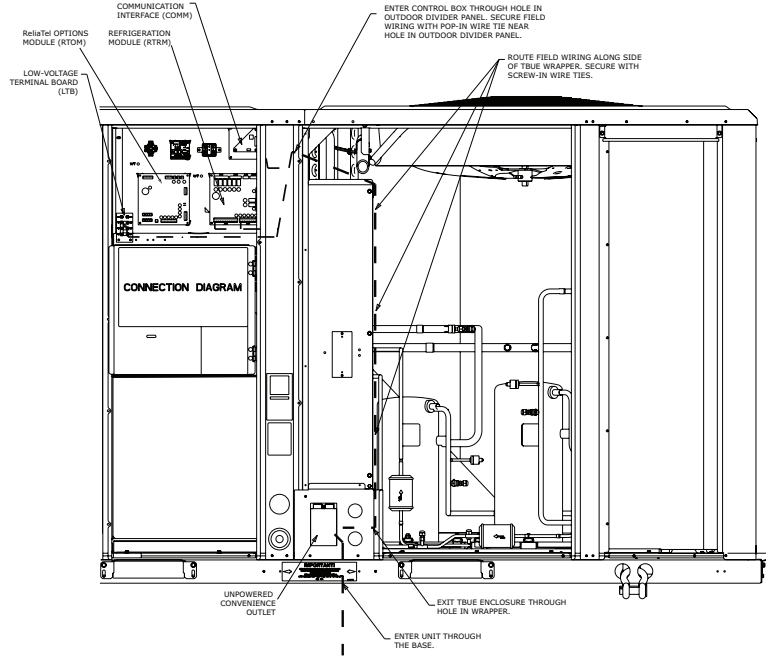 COMMUNICATION
INTERFACE (COMM)
ENTER CONTROL BOX THROUGH HOLE IN
OUTDOOR DIVIDER PANEL. SECURE FIELD
WIRING WITH POP-IN WIRE TIE NEAR
HOLE IN OUTDOOR DIVIDER PANEL.
ReliaTel OPTIONS
MODULE (RTOM)
REFRIGERATION
MODULE (RTRM)
ROUTE FIELD WIRING ALONG SIDE
OF TBUE WRAPPER. SECURE WITH
SCREW-IN WIRE TIES.
LOW-VOLTAGE
TERMINAL BOARD
(LTB)
CONNECTION DIAGRAM
IMPORTANT!
UNPOWERED
CONVENIENCE
OUTLET
EXIT TBUE ENCLOSURE THROUGH
HOLE IN WRAPPER.
ENTER UNIT THROUGH
THE BASE.